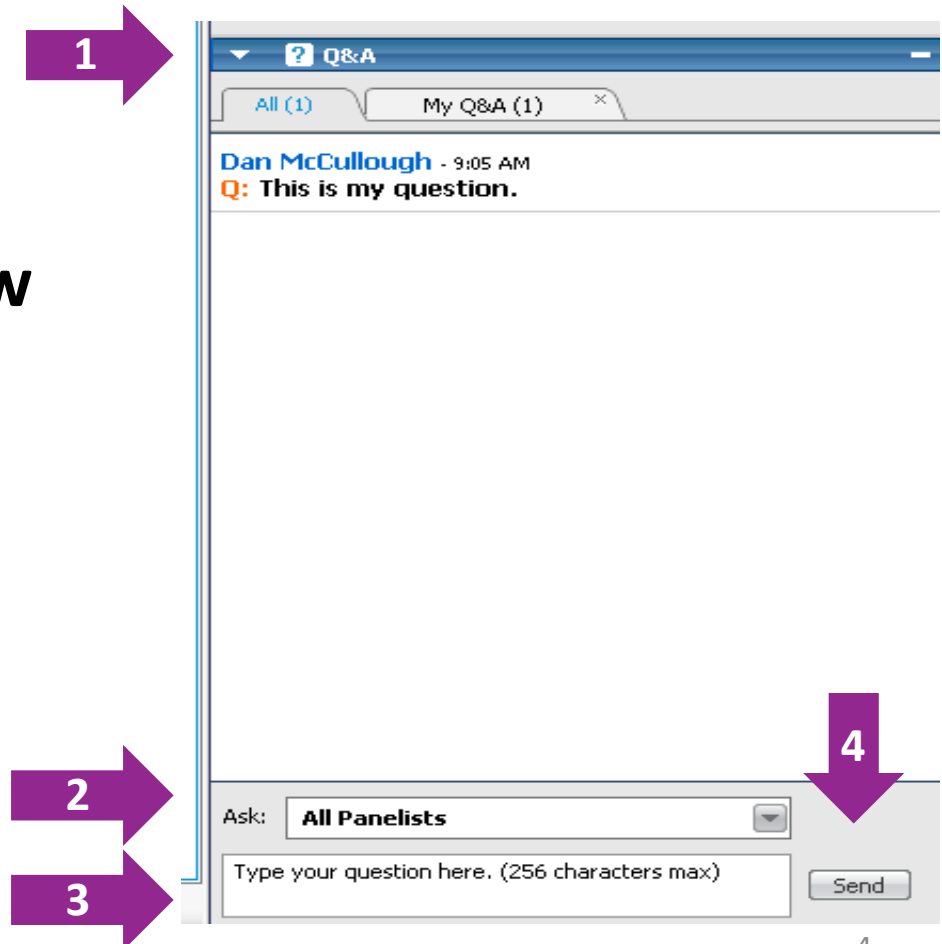 1
? Q&A
All (1) My Q&A (1) ×
Dan McCullough - 9:05 AM
Q: This is my question.
w
4
2
Ask: All Panelists
Type your question here. (256 characters max)
Send
3